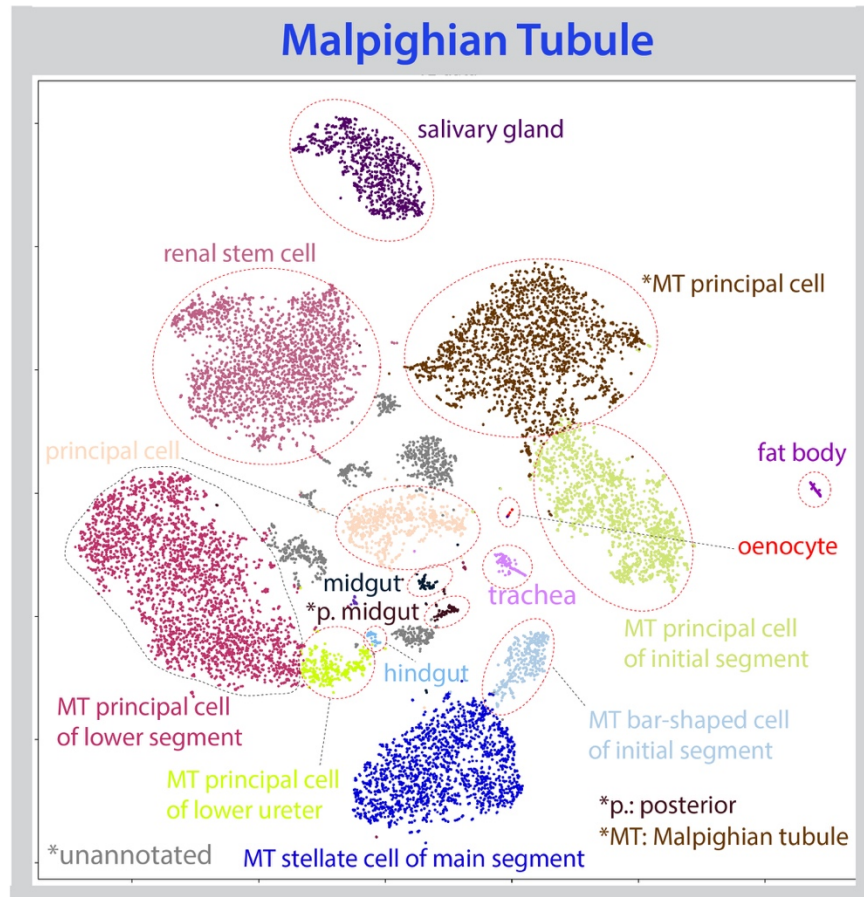 Malpighian Tubule
salivary gland
renal stem cell
*MT principal cell
principal cell
fat body
oenocyte
midgut
trachea
*p. midgut
MT principal cell
of initial segment
hindgut
MT principal cell
of lower segment
MT bar-shaped cell
of initial segment
MT principal cell
of lower ureter
*p.: posterior
*MT: Malpighian tubule
*unannotated
MT stellate cell of main segment